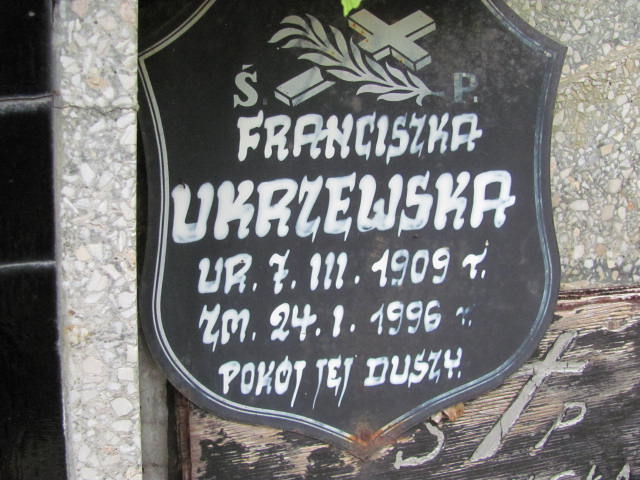 Ś. P.
FRANCISZKA
UKRZEWSKA
UR. 7. III. 1909 r.
ZM. 24. I. 1996 r.
POKÓJ JEJ DUSZY.
Ś P